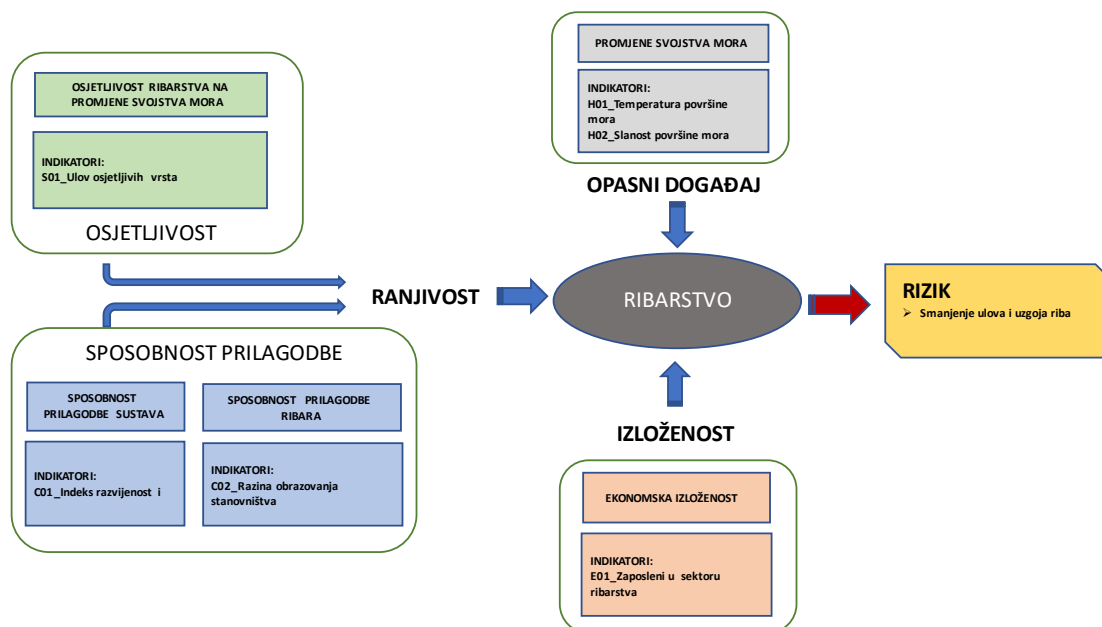 OSJETLJIVOST RIBARSTVA NA
PROMJENE SVOJSTVA MORA
INDIKATORI:
S01_Ulov osjetljivih vrsta
OSJETLJIVOST
PROMJENE SVOJSTVA MORA
INDIKATORI:
H01_Temperatura površine
mora
H02_Slanost površine mora
OPASNI DOGAĐAJ
RANJIVOST
RIBARSTVO
RIZIK
➢ Smanjenje ulova i uzgoja riba
SPOSOBNOST PRILAGODBE
SPOSOBNOST
PRILAGODBE SUSTAVA
INDIKATORI:
C01_Indeks razvijenost i
SPOSOBNOST PRILAGODBE
RIBARA
INDIKATORI:
C02_Razina obrazovanja
stanovništva
IZLOŽENOST
EKONOMSKA IZLOŽENOST
INDIKATORI:
E01_Zaposleni u sektoru
ribarstva